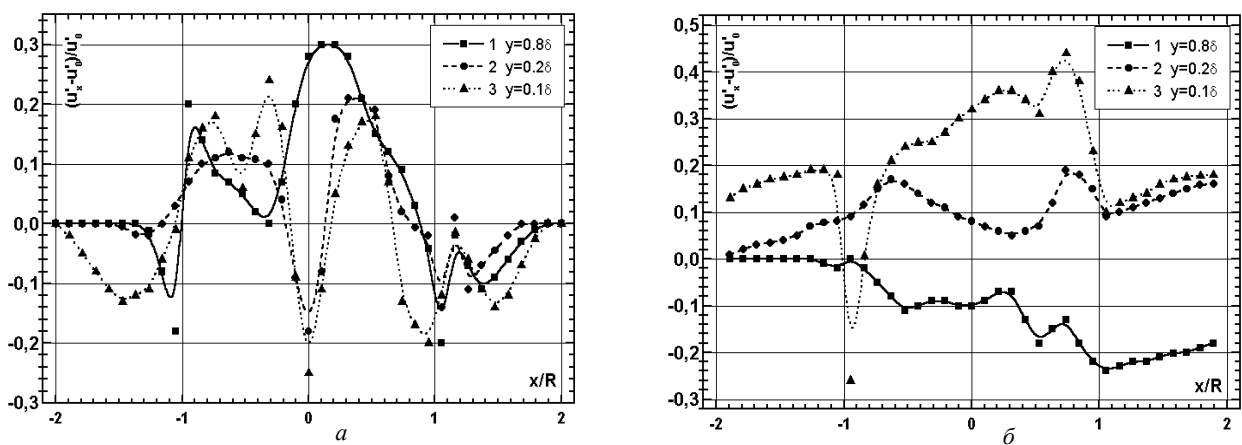 (u'ₓ-u'₀)/u'₀
0,3
0,2
0,1
0,0
-0,1
-0,2
-0,3
-2
-1
0
1
2
x/R
1 y=0.8δ
2 y=0.2δ
3 y=0.1δ
а
(u'ₓ-u'₀)/u'₀
0,5
0,4
0,3
0,2
0,1
0,0
-0,1
-0,2
-0,3
-2
-1
0
1
2
x/R
1 y=0.8δ
2 y=0.2δ
3 y=0.1δ
б